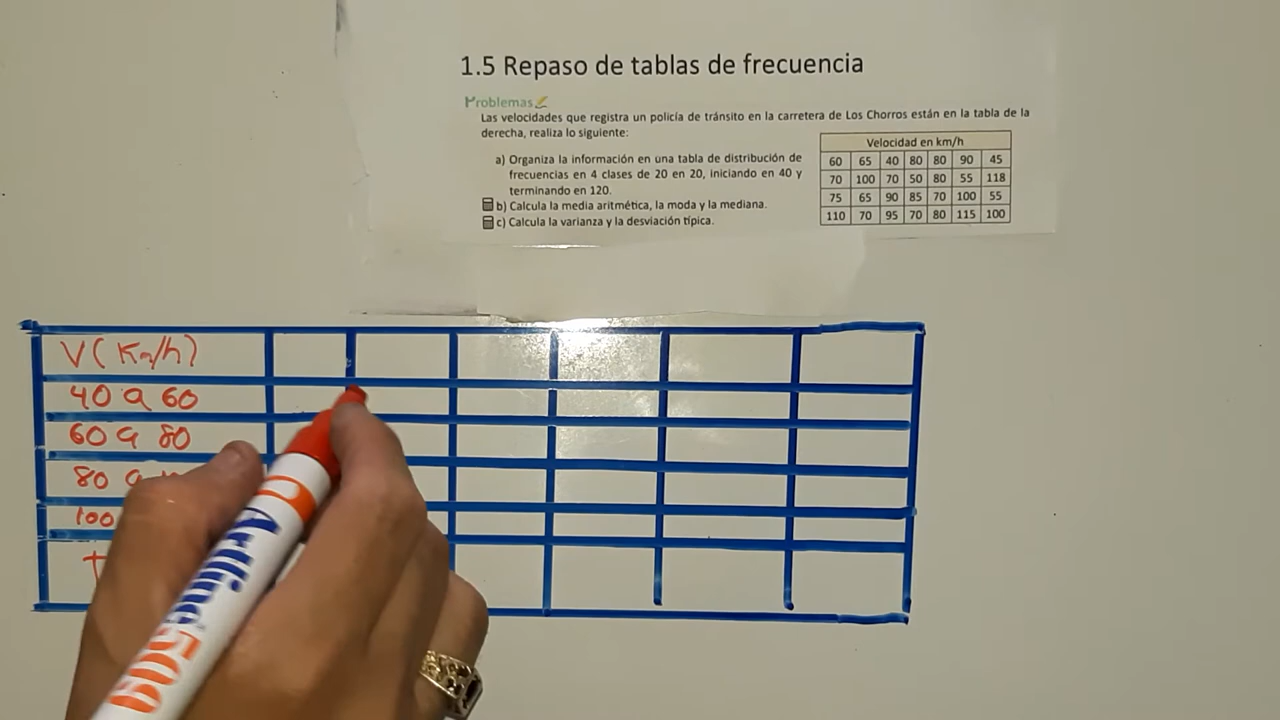 1.5 Repaso de tablas de frecuencia
Problemas
Las velocidades que registra un policía de tránsito en la carretera de Los Chorros están en la tabla de la
derecha, realiza lo siguiente:
a) Organiza la información en una tabla de distribución de
frecuencias en 4 clases de 20 en 20, iniciando en 40 y
terminando en 120.
b) Calcula la media aritmética, la moda y la mediana.
c) Calcula la varianza y la desviación típica.
Velocidad en km/h
60 65 40 80 80 90 45
70 100 70 50 80 55 118
75 65 90 85 70 100 55
110 70 95 70 80 115 100
V (Km/h)
40 a 60
60 a 80
80 a
100
Artline 509